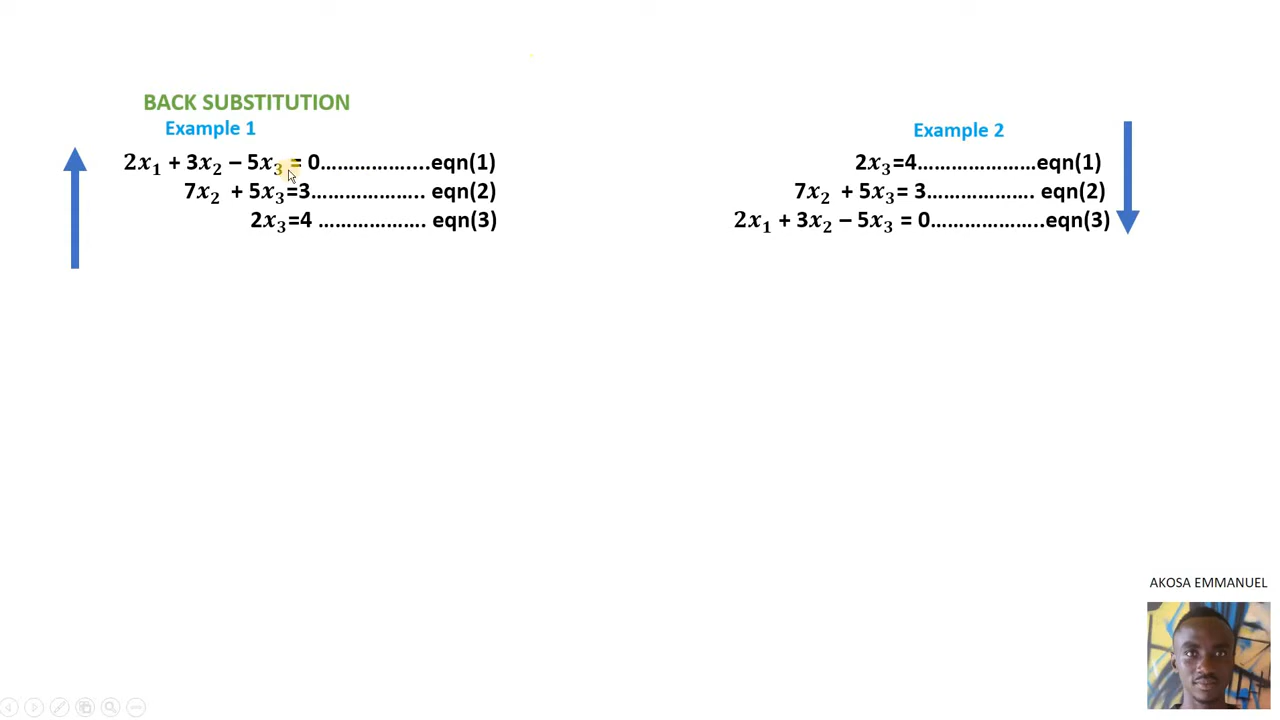 BACK SUBSTITUTION
Example 1
2x₁ + 3x₂ − 5x₃ = 0………………...eqn(1)
7x₂ + 5x₃=3…………….. eqn(2)
2x₃=4 ………………. eqn(3)
Example 2
2x₃=4…………………eqn(1)
7x₂ + 5x₃= 3………………. eqn(2)
2x₁ + 3x₂ − 5x₃ = 0………………..eqn(3)
AKOSA EMMANUEL